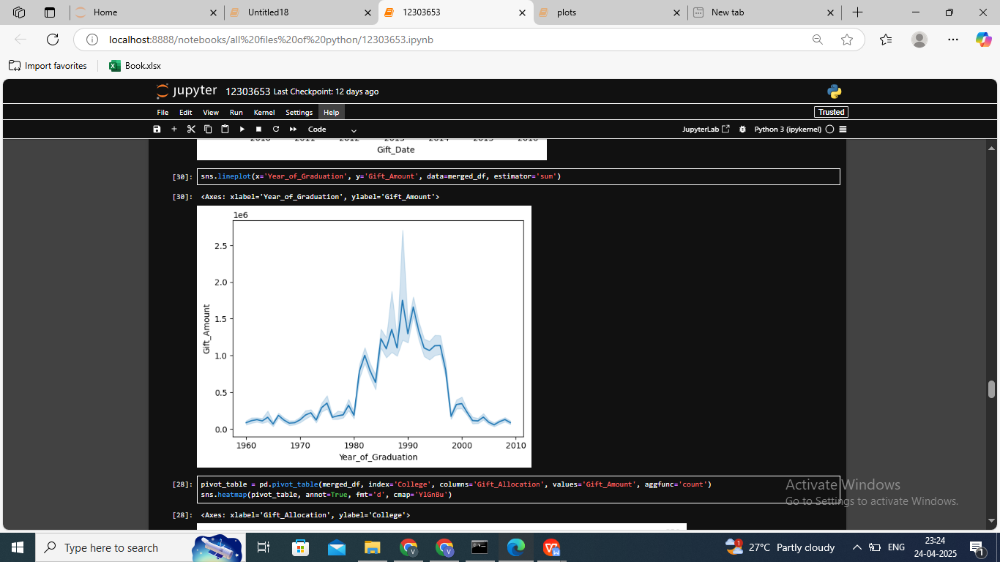 Home
Untitled18
12303653
plots
New tab
localhost:8888/notebooks/all%20files%20of%20python/12303653.ipynb
Import favorites
Book.xlsx
jupyter 12303653 Last Checkpoint: 12 days ago
File Edit View Run Kernel Settings Help
Trusted
Code
JupyterLab
Python 3 (ipykernel)
2010 2011 2012 2013 2014 2015 2016
Gift_Date
[30]: sns.lineplot(x='Year_of_Graduation', y='Gift_Amount', data=merged_df, estimator='sum')
[30]: <Axes: xlabel='Year_of_Graduation', ylabel='Gift_Amount'>
1e6
2.5
2.0
1.5
1.0
0.5
0.0
Gift_Amount
1960 1970 1980 1990 2000 2010
Year_of_Graduation
[28]: pivot_table = pd.pivot_table(merged_df, index='College', columns='Gift_Allocation', values='Gift_Amount', aggfunc='count')
sns.heatmap(pivot_table, annot=True, fmt='d', cmap='YlGnBu')
[28]: <Axes: xlabel='Gift_Allocation', ylabel='College'>
Activate Windows
Go to Settings to activate Windows.
Type here to search
27°C Partly cloudy
ENG
23:24
24-04-2025